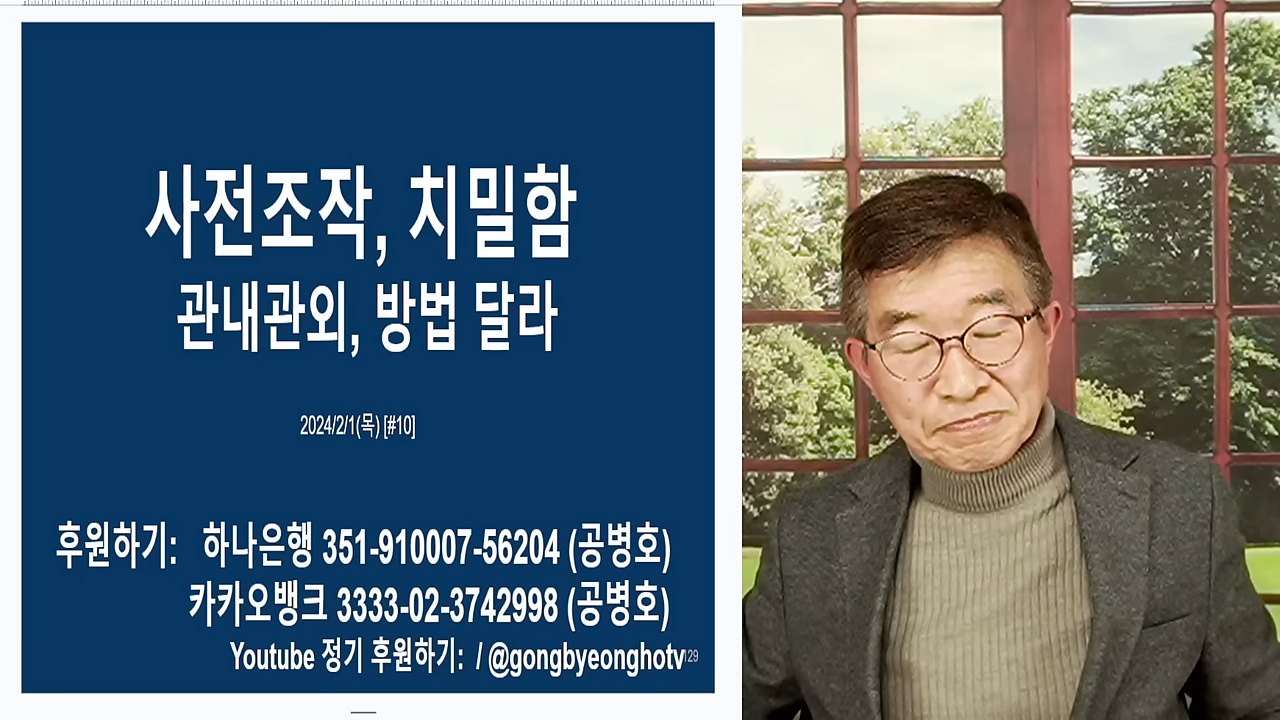 사전조작, 치밀함
관내관외, 방법 달라
2024/2/1(목) [#10]
후원하기: 하나은행 351-910007-56204 (공병호)
카카오뱅크 3333-02-3742998 (공병호)
Youtube 정기 후원하기: / @gongbyeonghotv
129